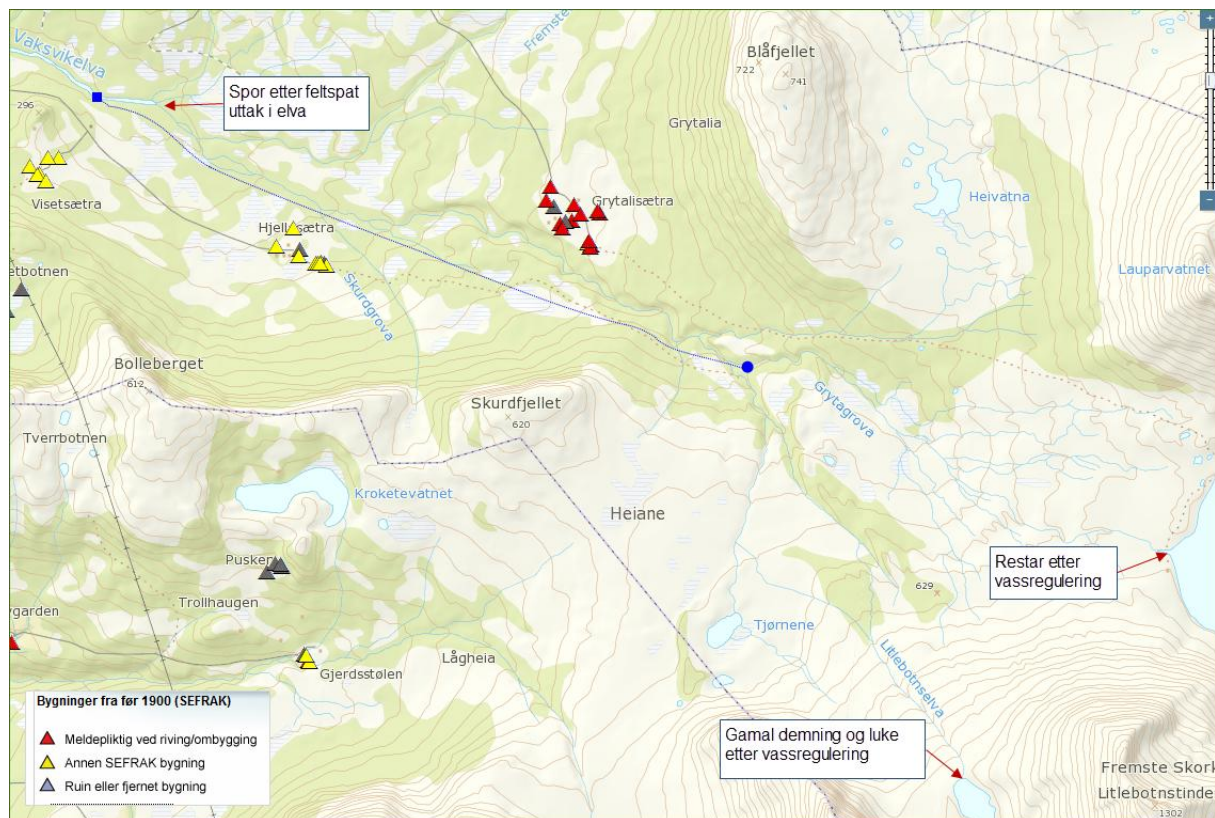 Vaksvikelva
Fremste
Blåfjellet
722
741
Spor etter feltspat
uttak i elva
296
Grytalia
Visetsætra
Grytalisætra
Heivatna
Hjellsætra
Skurdgrova
Lauparvatnet
etbotnen
Bolleberget
612
Skurdfjellet
620
Grytagrova
Tverrbotnen
Kroketevatnet
Heiane
Restar etter
vassregulering
Pusken
Trollhaugen
629
ygarden
Tjørnene
Lågheia
Gjerdsstølen
Litlebotnselva
Bygninger fra før 1900 (SEFRAK)
Meldepliktig ved riving/ombygging
Annen SEFRAK bygning
Ruin eller fjernet bygning
Gamal demning og luke
etter vassregulering
Fremste Skork
Litlebotnstinde
1302